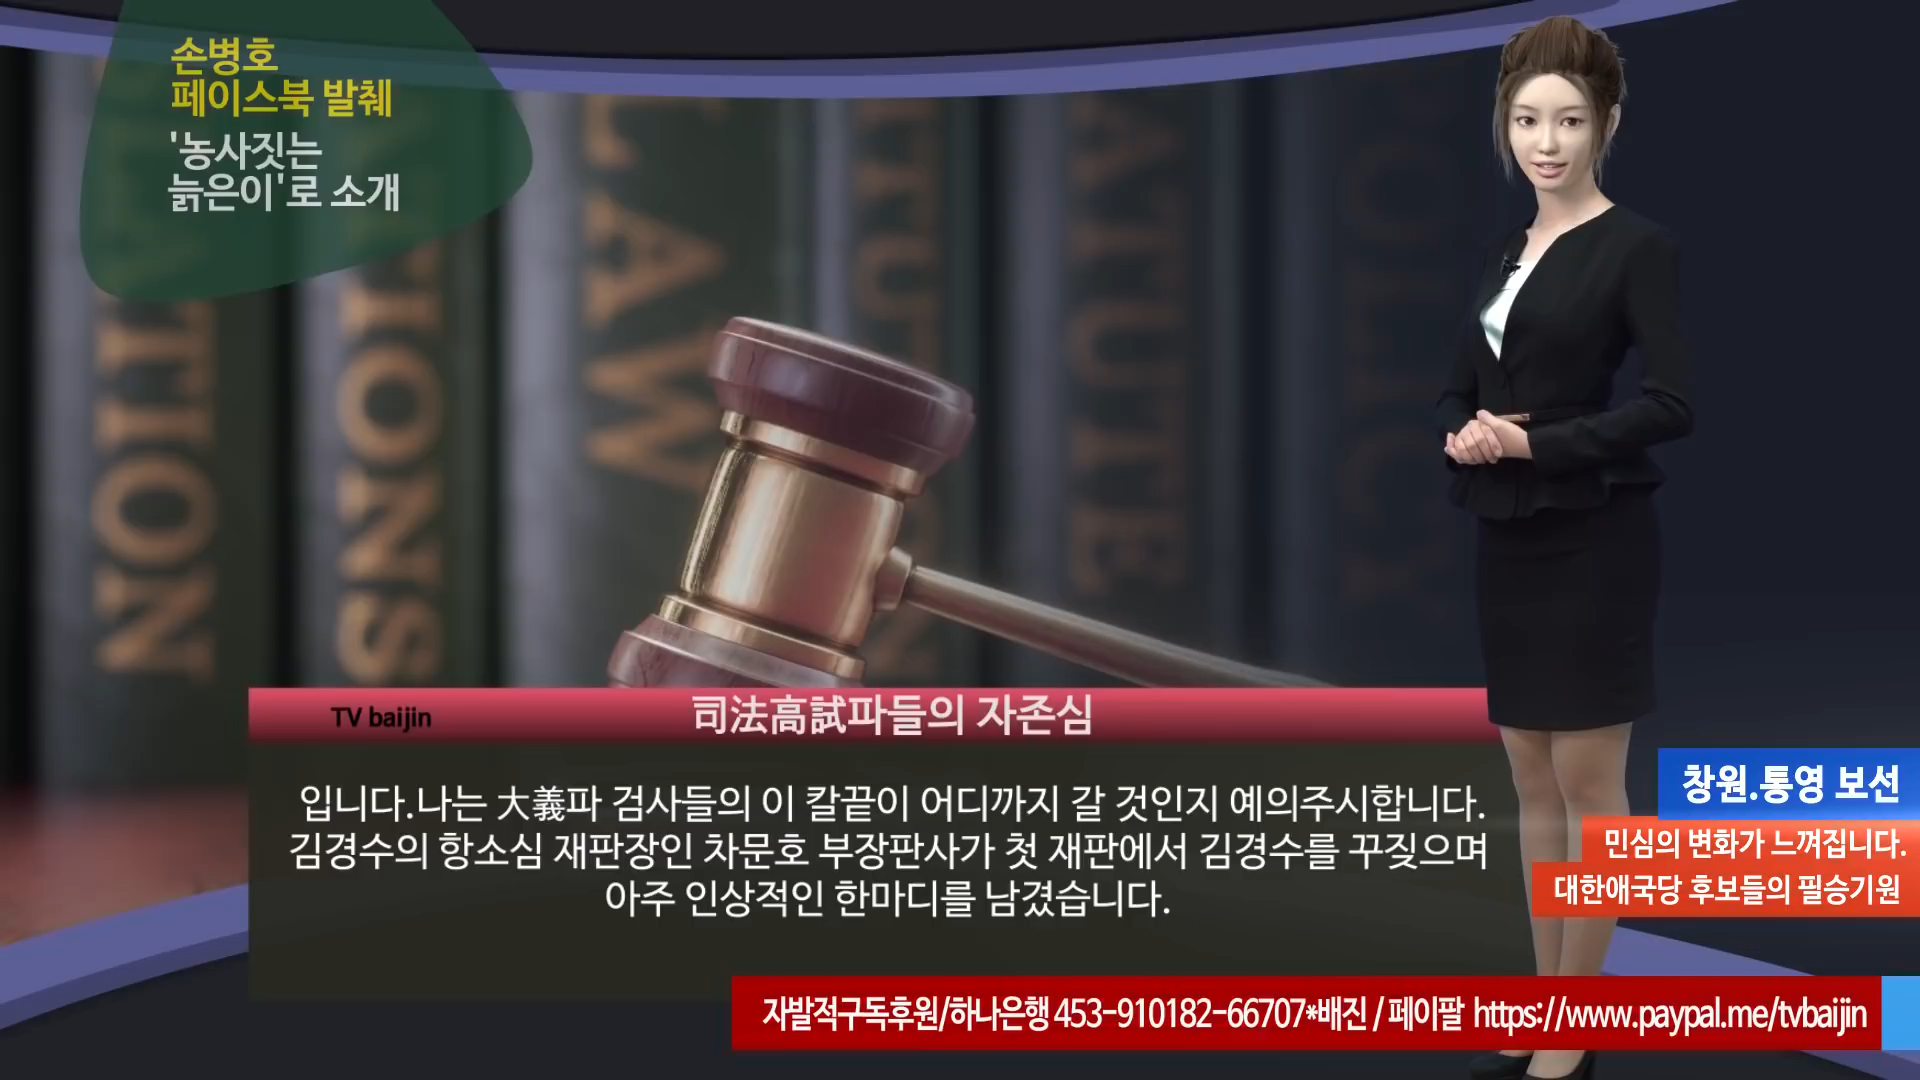 손병호
페이스북 발췌
'농사짓는
늙은이'로 소개
LAW
TV baijin
司法高試파들의 자존심
입니다.나는 大義파 검사들의 이 칼끝이 어디까지 갈 것인지 예의주시합니다.
김경수의 항소심 재판장인 차문호 부장판사가 첫 재판에서 김경수를 꾸짖으며
아주 인상적인 한마디를 남겼습니다.
창원.통영 보선
민심의 변화가 느껴집니다.
대한애국당 후보들의 필승기원
자발적구독후원/하나은행 453-910182-66707*배진 / 페이팔 https://www.paypal.me/tvbaijin